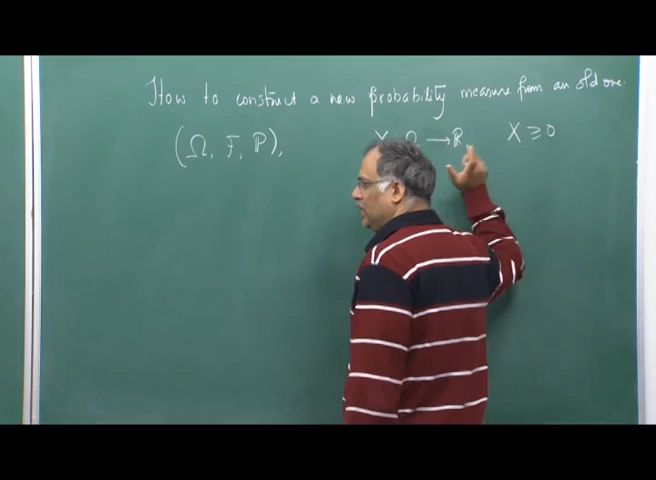 How to construct a new probability measure from an old one.
(Ω, F, ℙ), X Ω → ℝ X ≥ 0